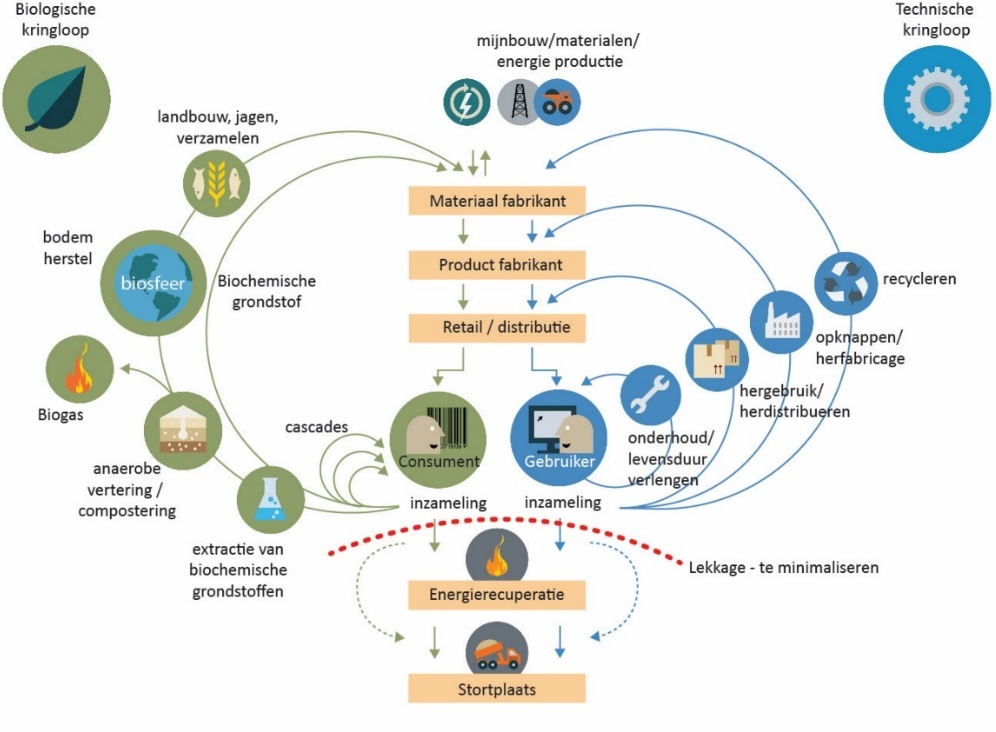 Biologische
kringloop
Technische
kringloop
mijnbouw/materialen/
energie productie
landbouw, jagen,
verzamelen
Materiaal fabrikant
bodem
herstel
biosfeer
Biochemische
grondstof
Product fabrikant
recycleren
Retail / distributie
opknappen/
herfabricage
Biogas
hergebruik/
herdistribueren
cascades
Consument
Gebruiker
onderhoud/
levensduur
verlengen
anaerobe
vertering /
compostering
inzameling
inzameling
extractie van
biochemische
grondstoffen
Lekkage - te minimaliseren
Energierecuperatie
Stortplaats